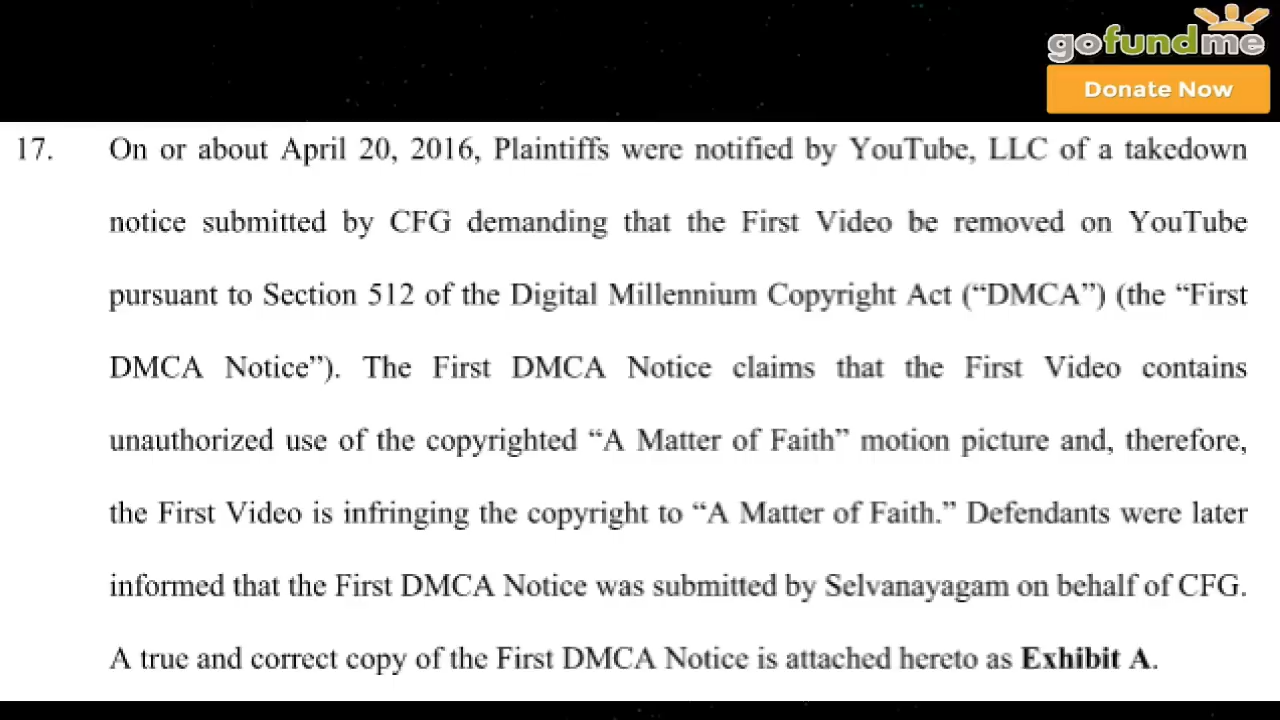 gofundme
Donate Now
17. On or about April 20, 2016, Plaintiffs were notified by YouTube, LLC of a takedown
notice submitted by CFG demanding that the First Video be removed on YouTube
pursuant to Section 512 of the Digital Millennium Copyright Act (“DMCA”) (the “First
DMCA Notice”). The First DMCA Notice claims that the First Video contains
unauthorized use of the copyrighted “A Matter of Faith” motion picture and, therefore,
the First Video is infringing the copyright to “A Matter of Faith.” Defendants were later
informed that the First DMCA Notice was submitted by Selvanayagam on behalf of CFG.
A true and correct copy of the First DMCA Notice is attached hereto as Exhibit A.